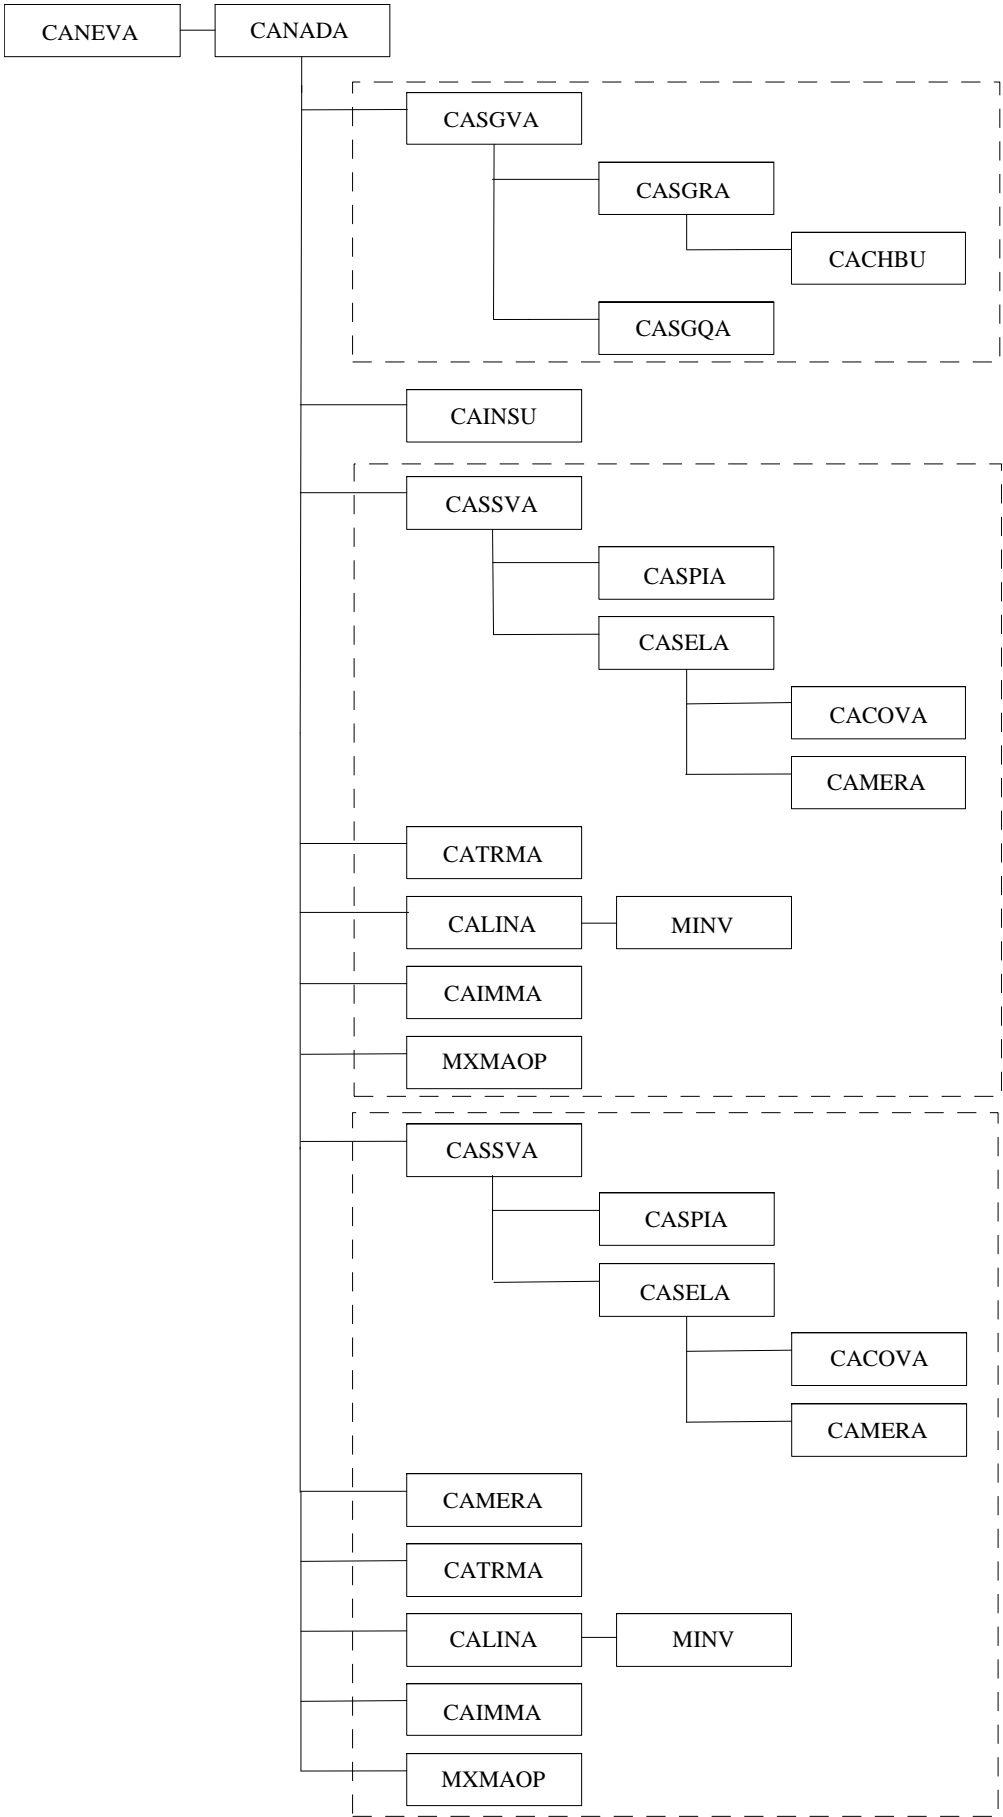 CANEVA
CANADA
CASGVA
CASGRA
CACHBU
CASGQA
CAINSU
CASSVA
CASPIA
CASELA
CACOVA
CAMERA
CATRMA
CALINA
MINV
CAIMMA
MXMAOP
CASSVA
CASPIA
CASELA
CACOVA
CAMERA
CAMERA
CATRMA
CALINA
MINV
CAIMMA
MXMAOP